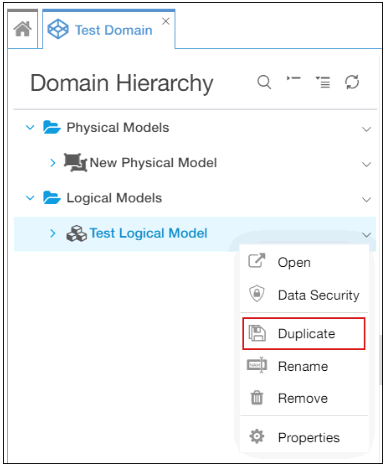 Test Domain
Domain Hierarchy
Physical Models
New Physical Model
Logical Models
Test Logical Model
Open
Data Security
Duplicate
Rename
Remove
Properties